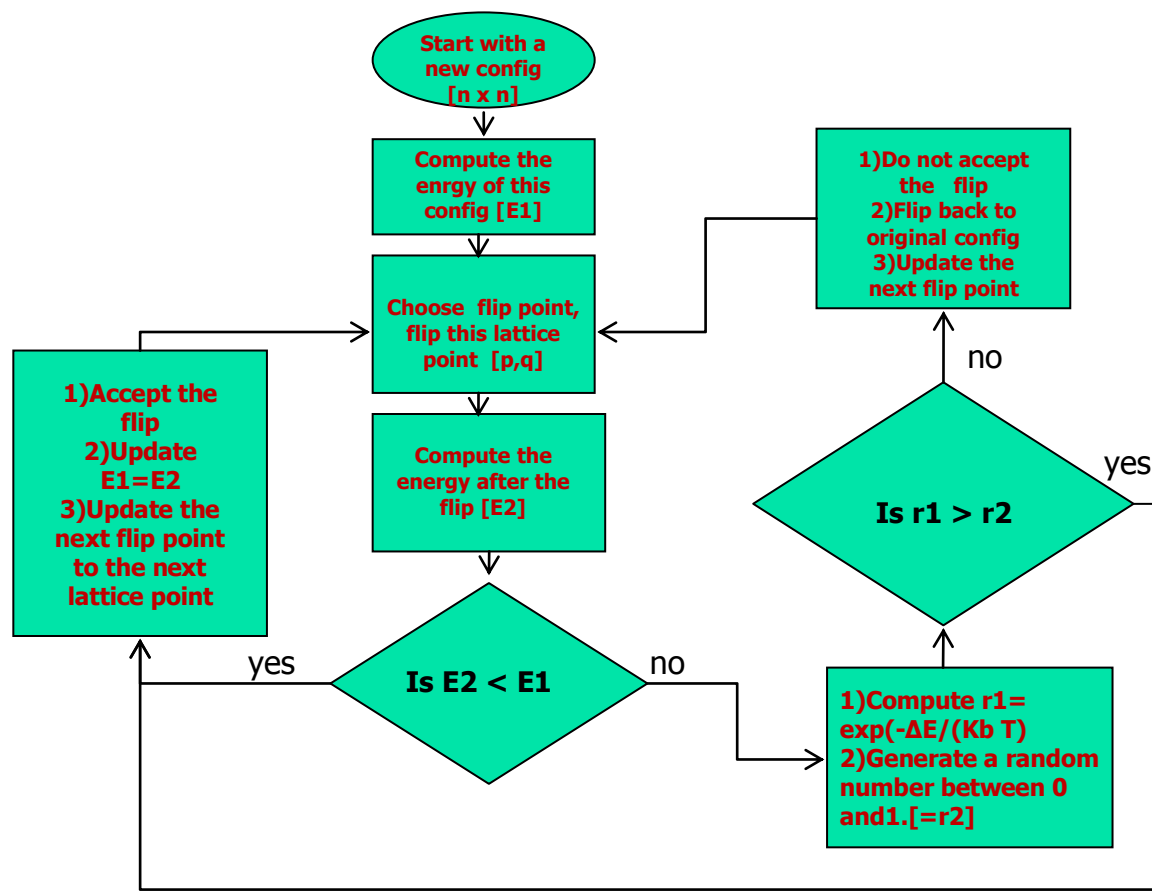 Start with a
new config
[n x n]
Compute the
enrgy of this
config [E1]
Choose flip point,
flip this lattice
point [p,q]
Compute the
energy after the
flip [E2]
Is E2 < E1
yes
no
1)Accept the
flip
2)Update
E1=E2
3)Update the
next flip point
to the next
lattice point
1)Compute r1=
exp(-ΔE/(Kb T)
2)Generate a random
number between 0
and1.[=r2]
Is r1 > r2
no
yes
1)Do not accept
the flip
2)Flip back to
original config
3)Update the
next flip point